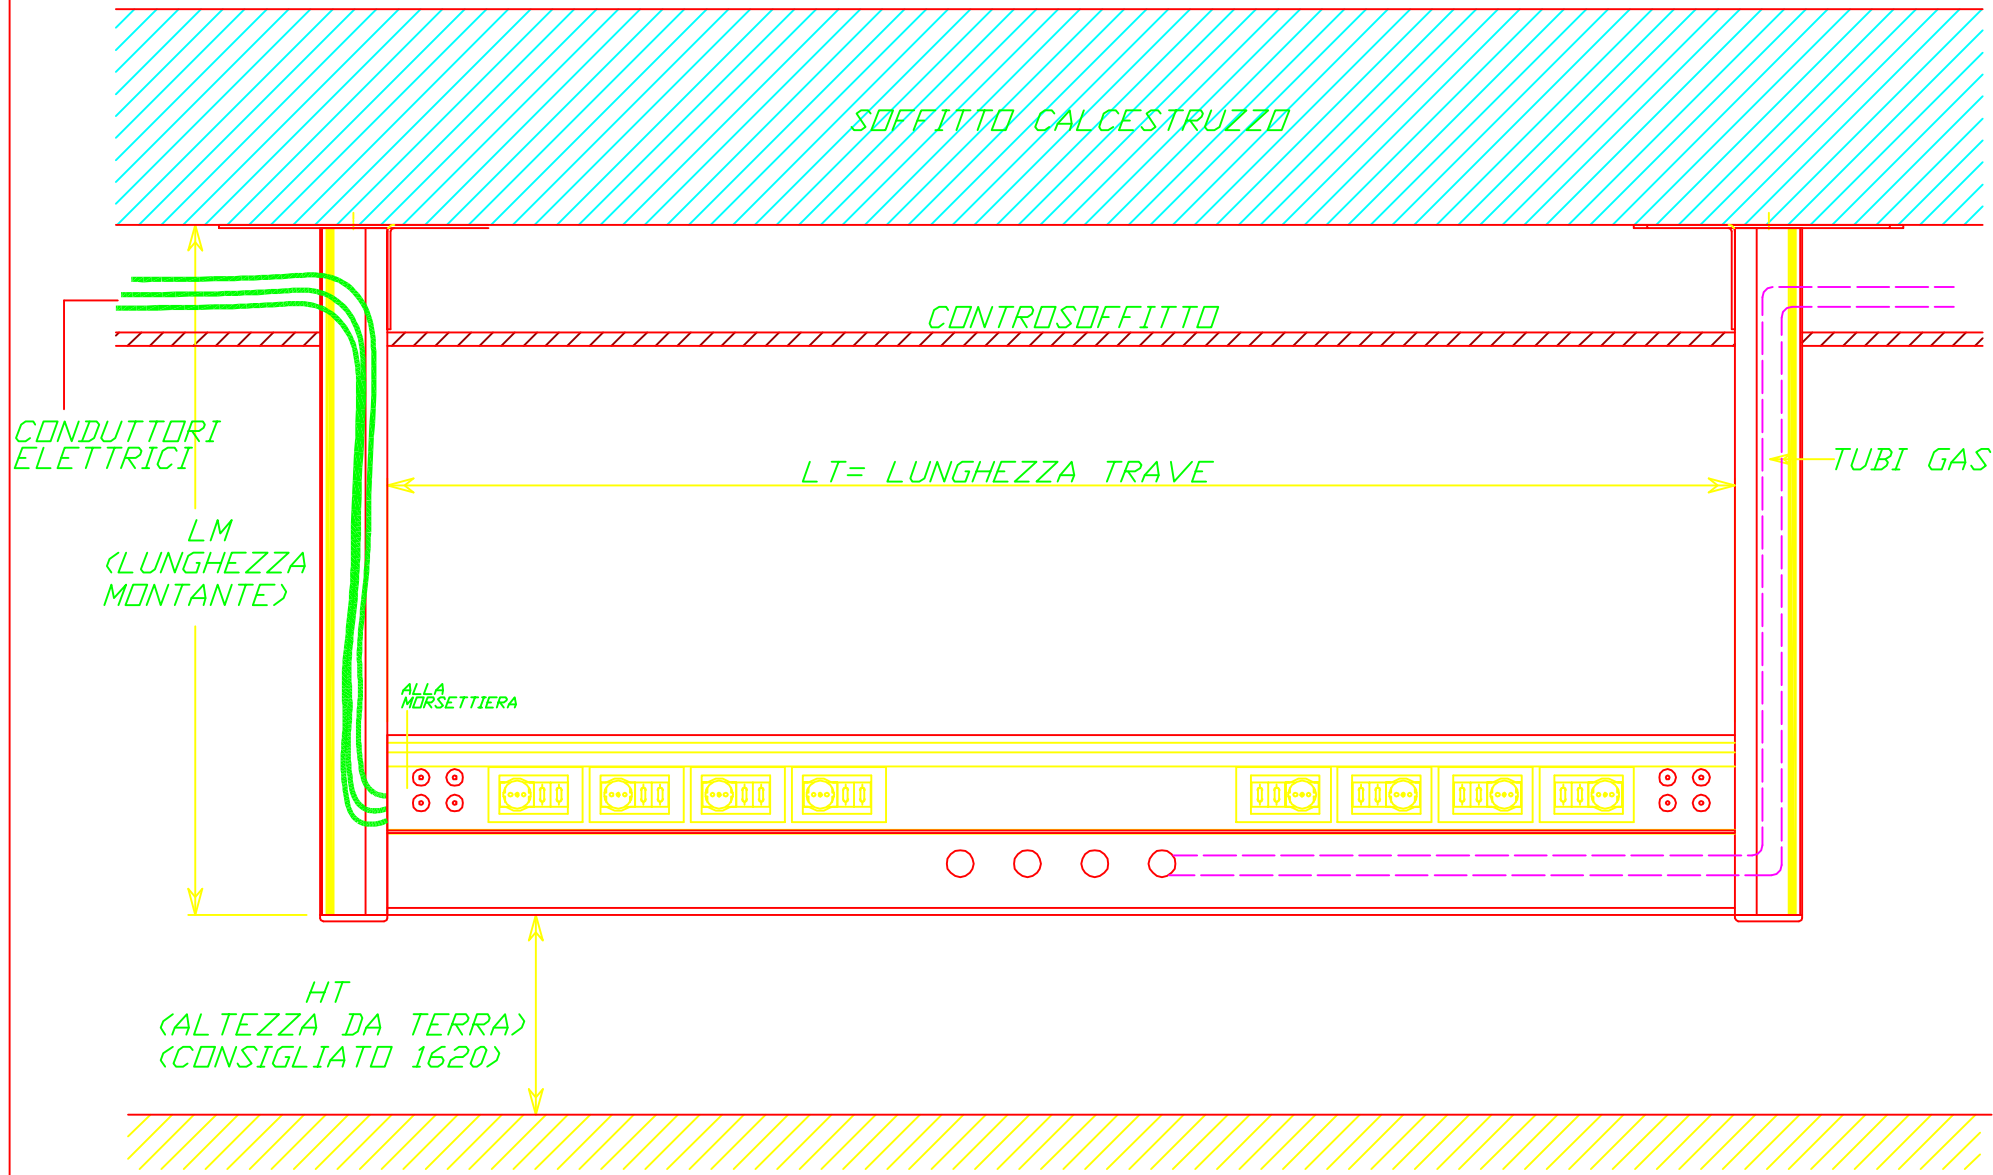 SOFFITTO CALCESTRUZZO
CONTROSOFFITTO
CONDUTTORI
ELETTRICI
LT= LUNGHEZZA TRAVE
TUBI GAS
LM
(LUNGHEZZA
MONTANTE)
ALLA
MORSETTIERA
HT
(ALTEZZA DA TERRA)
(CONSIGLIATO 1620)